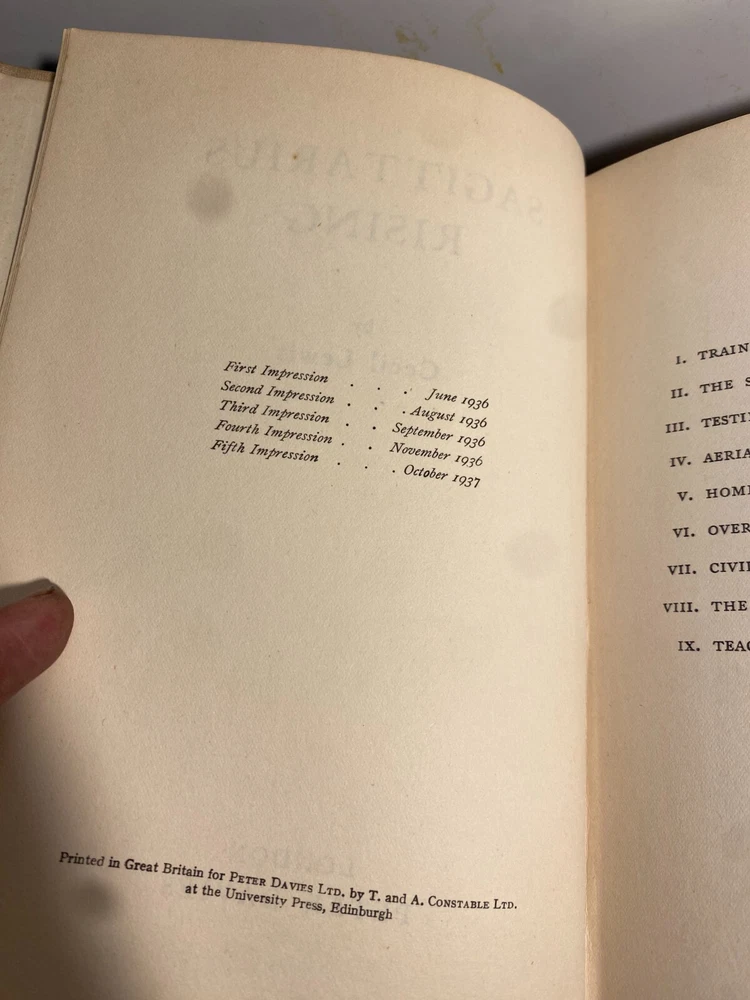 First Impression . . . June 1936
Second Impression . . . August 1936
Third Impression . . September 1936
Fourth Impression . . November 1936
Fifth Impression . . . October 1937
Printed in Great Britain for PETER DAVIES LTD. by T. and A. CONSTABLE LTD.
at the University Press, Edinburgh
I. TRAIN
II. THE S
III. TESTI
IV. AERIA
V. HOME
VI. OVER
VII. CIVI
VIII. THE
IX. TEAC